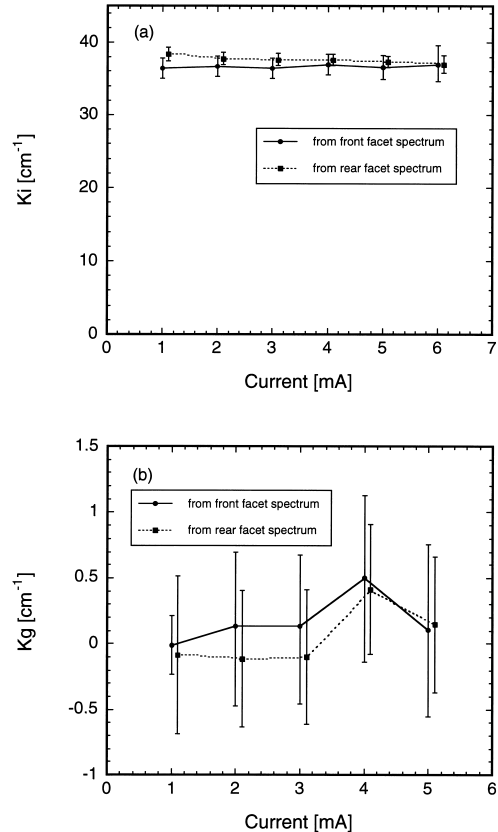 (a)
40
30
20
10
0
Ki [cm⁻¹]
from front facet spectrum
from rear facet spectrum
0 1 2 3 4 5 6 7
Current [mA]
(b)
1.5
1
0.5
0
-0.5
-1
Kg [cm⁻¹]
from front facet spectrum
from rear facet spectrum
0 1 2 3 4 5 6
Current [mA]